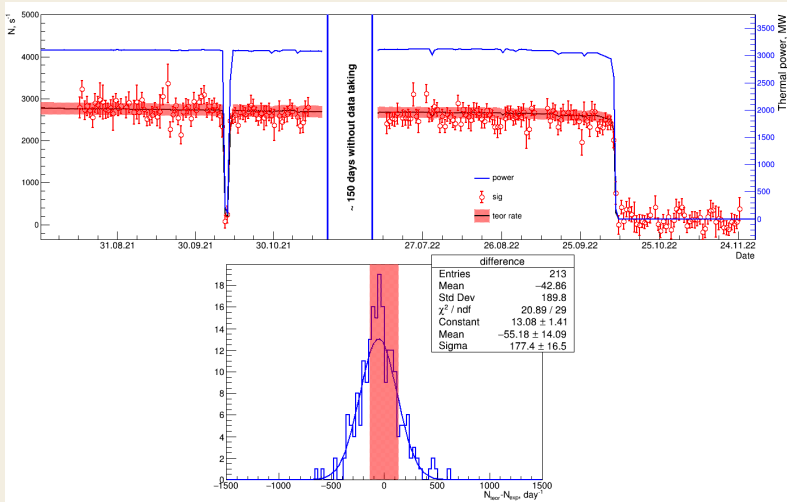 N, s⁻¹
5000
4000
3000
2000
1000
0
~ 150 days without data taking
power
sig
teor rate
3500
3000
2500
2000
1500
1000
500
0
Thermal power, MW
31.08.21 30.09.21 30.10.21 27.07.22 26.08.22 25.09.22 25.10.22 24.11.22
Date
difference
Entries 213
Mean −42.86
Std Dev 189.8
χ² / ndf 20.89 / 29
Constant 13.08 ± 1.41
Mean −55.18 ± 14.09
Sigma 177.4 ± 16.5
18
16
14
12
10
8
6
4
2
0
−1500 −1000 −500 0 500 1000 1500
N_teor-N_exp, day⁻¹